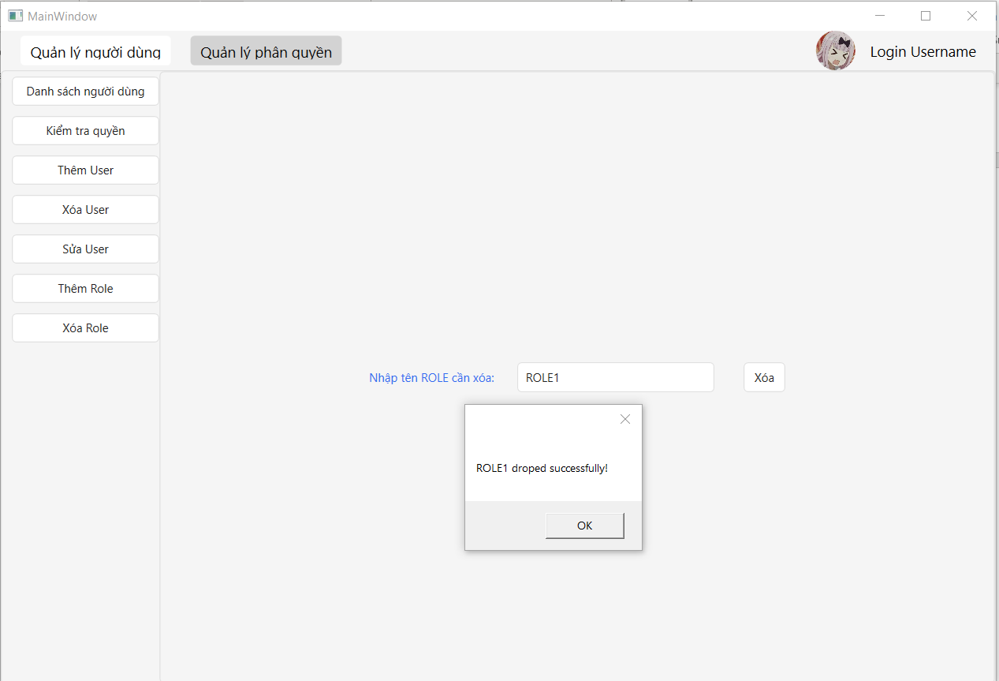 MainWindow
Quản lý người dùng
Quản lý phân quyền
Login Username
Danh sách người dùng
Kiểm tra quyền
Thêm User
Xóa User
Sửa User
Thêm Role
Xóa Role
Nhập tên ROLE cần xóa:
ROLE1
Xóa
ROLE1 droped successfully!
OK